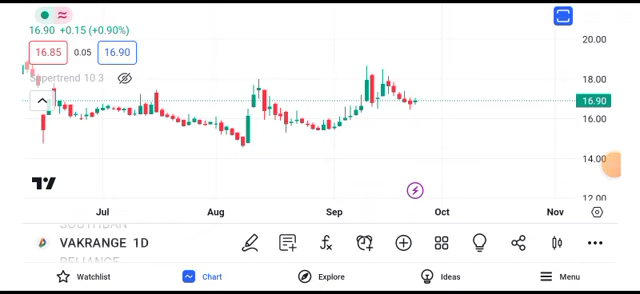 16.90 +0.15 (+0.90%)
16.85 0.05 16.90
Supertrend 10 3
20.00
18.00
16.90
16.00
14.00
12.00
Jul Aug Sep Oct Nov
SOUTHBAN
VAKRANGE 1D
RELIANCE
Watchlist Chart Explore Ideas Menu